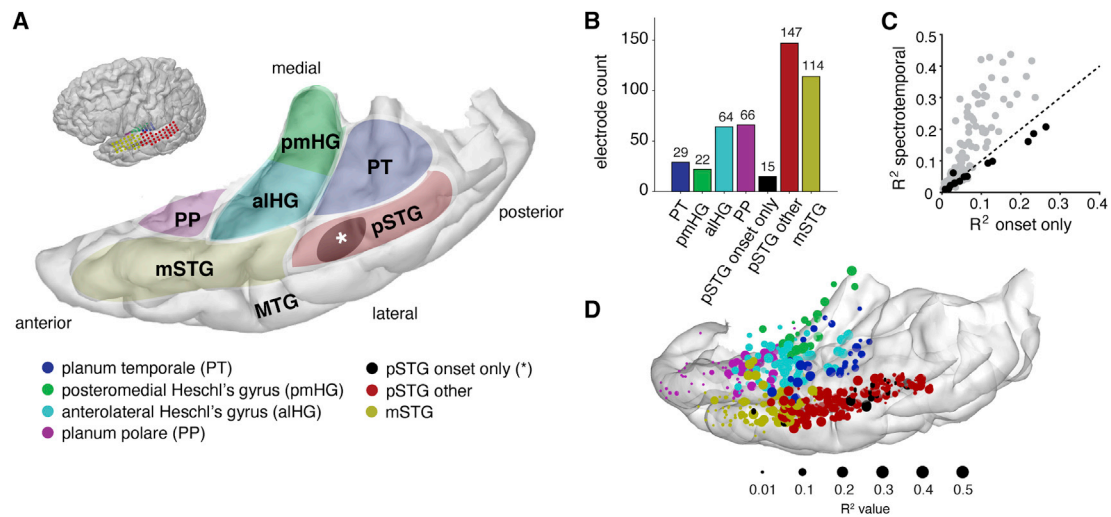 A
medial
pmHG
PT
alHG
PP
pSTG
*
posterior
mSTG
MTG
lateral
anterior
planum temporale (PT)
posteromedial Heschl's gyrus (pmHG)
anterolateral Heschl's gyrus (alHG)
planum polare (PP)
pSTG onset only (*)
pSTG other
mSTG
B
electrode count
150
100
50
0
29
22
64
66
15
147
114
PT
pmHG
alHG
PP
pSTG onset only
pSTG other
mSTG
C
R² spectrotemporal
0.5
0.4
0.3
0.2
0.1
0
0 0.1 0.2 0.3 0.4
R² onset only
D
0.01 0.1 0.2 0.3 0.4 0.5
R² value